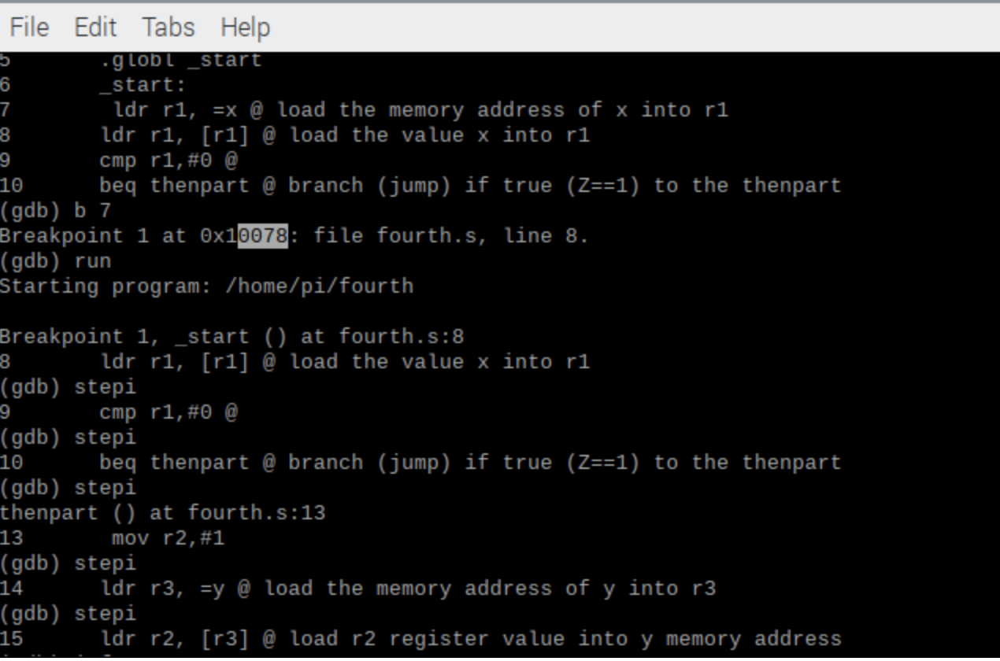 File Edit Tabs Help
5       .globl _start
6       _start:
7        ldr r1, =x @ load the memory address of x into r1
8       ldr r1, [r1] @ load the value x into r1
9       cmp r1,#0 @
10      beq thenpart @ branch (jump) if true (Z==1) to the thenpart
(gdb) b 7
Breakpoint 1 at 0x10078: file fourth.s, line 8.
(gdb) run
Starting program: /home/pi/fourth
Breakpoint 1, _start () at fourth.s:8
8       ldr r1, [r1] @ load the value x into r1
(gdb) stepi
9       cmp r1,#0 @
(gdb) stepi
10      beq thenpart @ branch (jump) if true (Z==1) to the thenpart
(gdb) stepi
thenpart () at fourth.s:13
13       mov r2,#1
(gdb) stepi
14      ldr r3, =y @ load the memory address of y into r3
(gdb) stepi
15      ldr r2, [r3] @ load r2 register value into y memory address